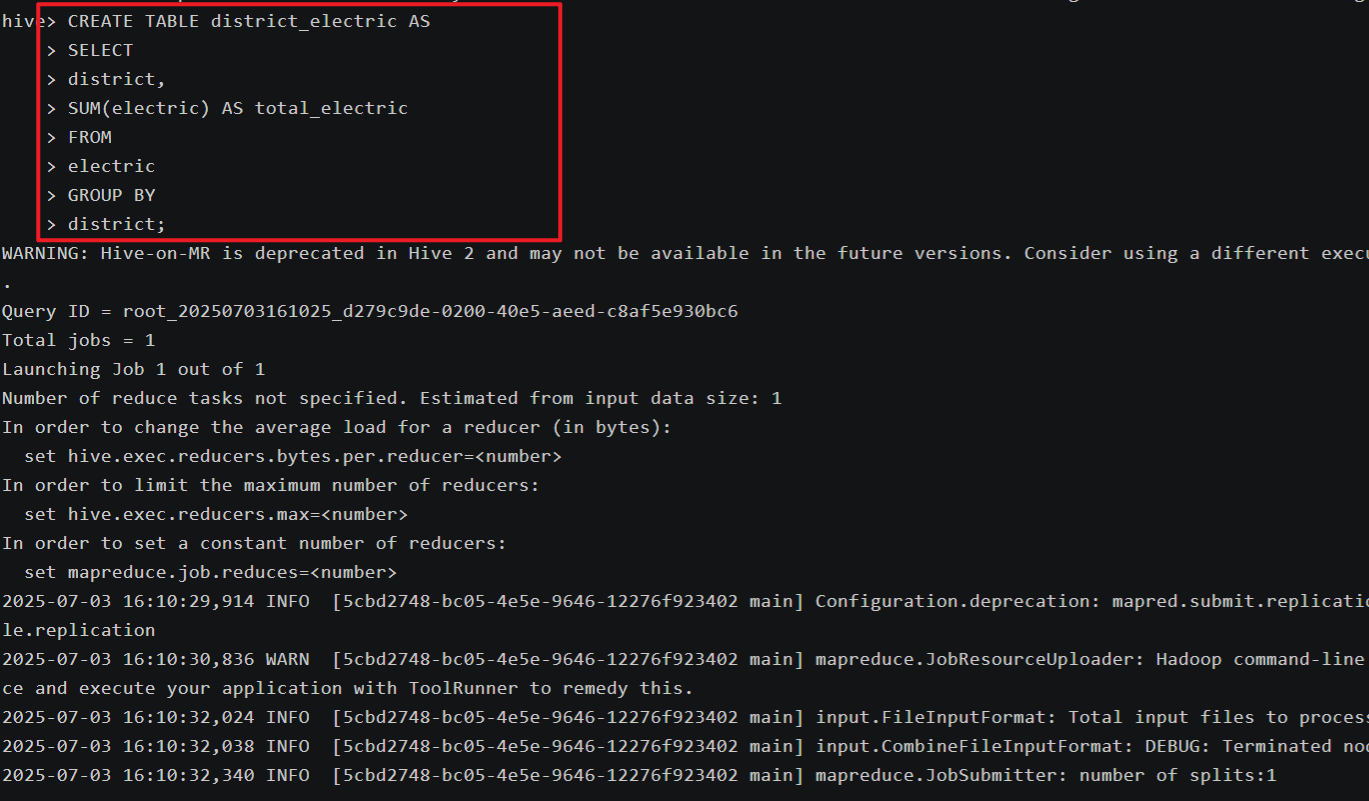 hive> CREATE TABLE district_electric AS
    > SELECT
    > district,
    > SUM(electric) AS total_electric
    > FROM
    > electric
    > GROUP BY
    > district;
WARNING: Hive-on-MR is deprecated in Hive 2 and may not be available in the future versions. Consider using a different
.
Query ID = root_20250703161025_d279c9de-0200-40e5-aeed-c8af5e930bc6
Total jobs = 1
Launching Job 1 out of 1
Number of reduce tasks not specified. Estimated from input data size: 1
In order to change the average load for a reducer (in bytes):
  set hive.exec.reducers.bytes.per.reducer=<number>
In order to limit the maximum number of reducers:
  set hive.exec.reducers.max=<number>
In order to set a constant number of reducers:
  set mapreduce.job.reduces=<number>
2025-07-03 16:10:29,914 INFO  [5cbd2748-bc05-4e5e-9646-12276f923402 main] Configuration.deprecation: mapred.submit.replicatio
le.replication
2025-07-03 16:10:30,836 WARN  [5cbd2748-bc05-4e5e-9646-12276f923402 main] mapreduce.JobResourceUploader: Hadoop command-line
ce and execute your application with ToolRunner to remedy this.
2025-07-03 16:10:32,024 INFO  [5cbd2748-bc05-4e5e-9646-12276f923402 main] input.FileInputFormat: Total input files to process
2025-07-03 16:10:32,038 INFO  [5cbd2748-bc05-4e5e-9646-12276f923402 main] input.CombineFileInputFormat: DEBUG: Terminated
2025-07-03 16:10:32,340 INFO  [5cbd2748-bc05-4e5e-9646-12276f923402 main] mapreduce.JobSubmitter: number of splits:1